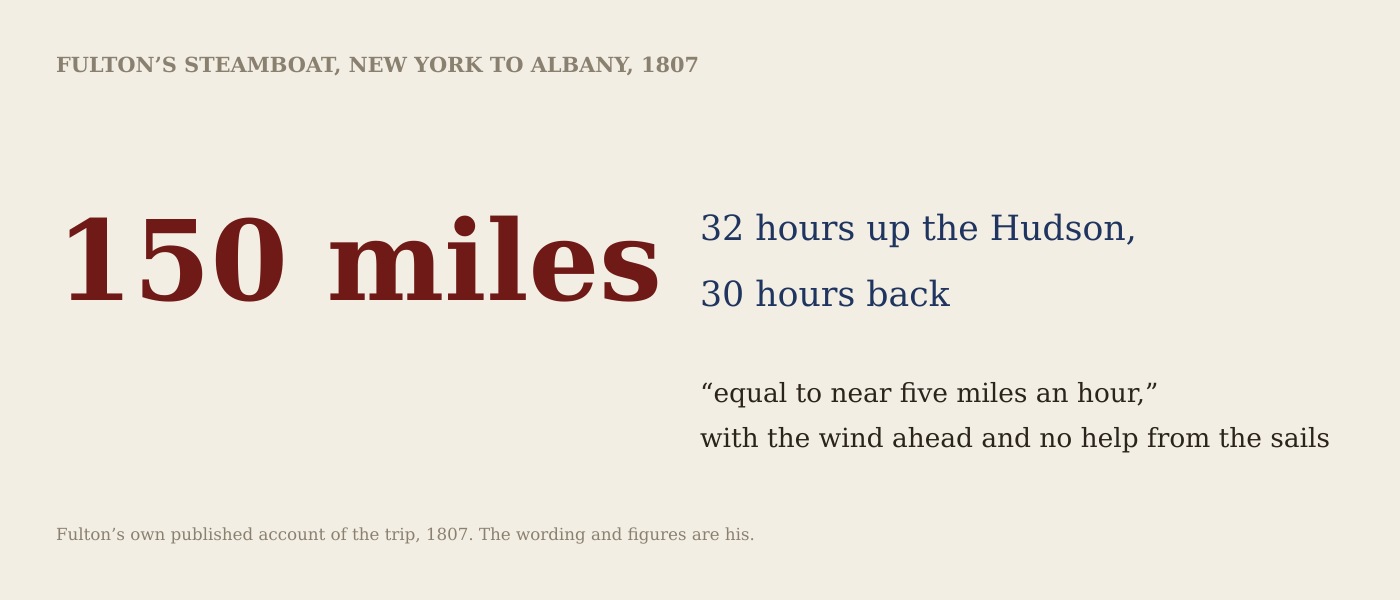 FULTON’S STEAMBOAT, NEW YORK TO ALBANY, 1807
150 miles
32 hours up the Hudson,
30 hours back
“equal to near five miles an hour,”
with the wind ahead and no help from the sails
Fulton’s own published account of the trip, 1807. The wording and figures are his.